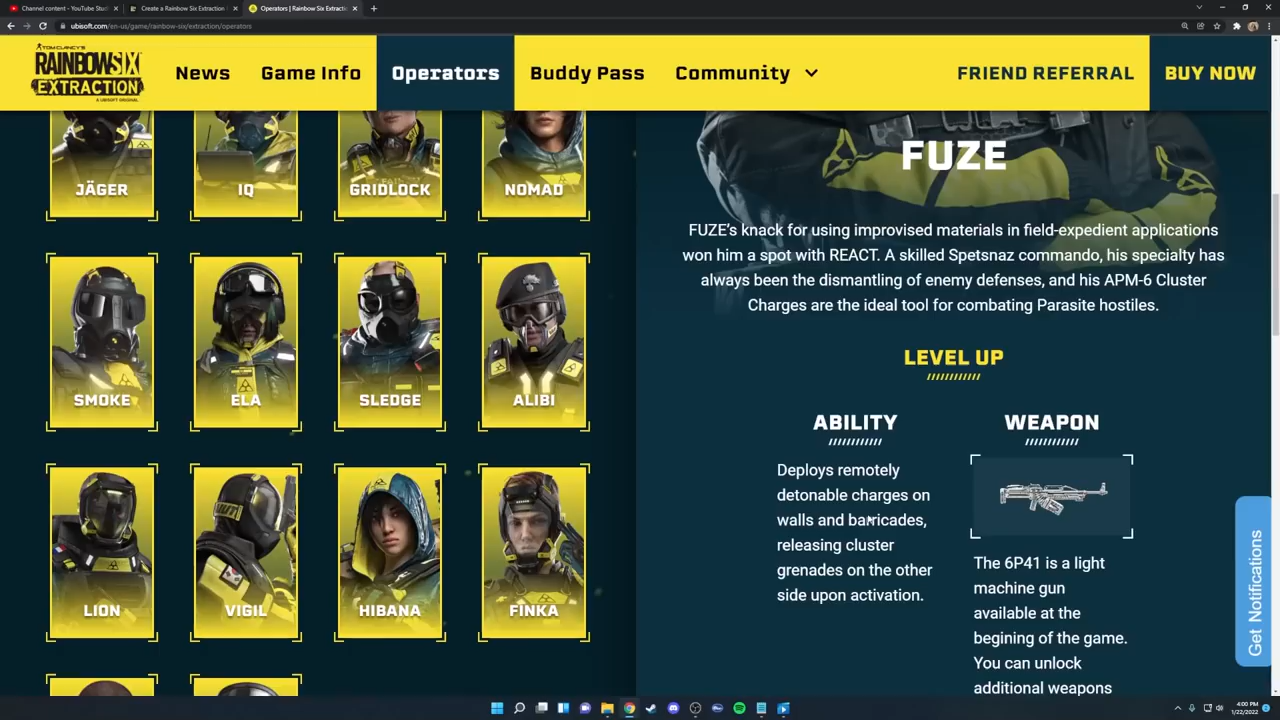 Channel content - YouTube Stud
Create a Rainbow Six Extraction
Operators | Rainbow Six Extracti
ubisoft.com/en-us/game/rainbow-six/extraction/operators
TOM CLANCY'S
RAINBOW SIX
EXTRACTION
A UBISOFT ORIGINAL
News
Game Info
Operators
Buddy Pass
Community
FRIEND REFERRAL
BUY NOW
JÄGER
IQ
GRIDLOCK
NOMAD
SMOKE
ELA
SLEDGE
ALIBI
LION
VIGIL
HIBANA
FINKA
FUZE
FUZE's knack for using improvised materials in field-expedient applications
won him a spot with REACT. A skilled Spetsnaz commando, his specialty has
always been the dismantling of enemy defenses, and his APM-6 Cluster
Charges are the ideal tool for combating Parasite hostiles.
LEVEL UP
ABILITY
Deploys remotely
detonable charges on
walls and barricades,
releasing cluster
grenades on the other
side upon activation.
WEAPON
The 6P41 is a light
machine gun
available at the
begining of the game.
You can unlock
additional weapons
Get Notifications
4:00 PM
1/22/2022